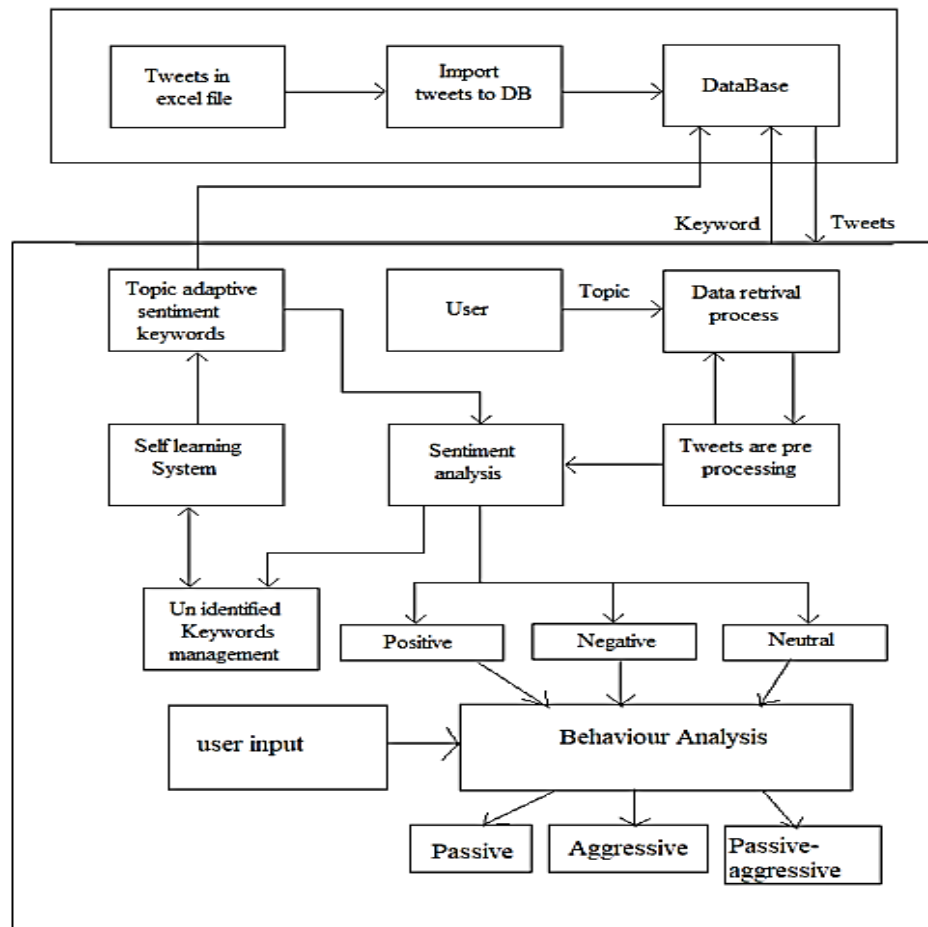 Tweets in
excel file
Import
tweets to DB
DataBase
Keyword
Tweets
Topic adaptive
sentiment
keywords
User
Topic
Data retrival
process
Self learning
System
Sentiment
analysis
Tweets are pre
processing
Un identified
Keywords
management
Positive
Negative
Neutral
user input
Behaviour Analysis
Passive
Aggressive
Passive-
aggressive